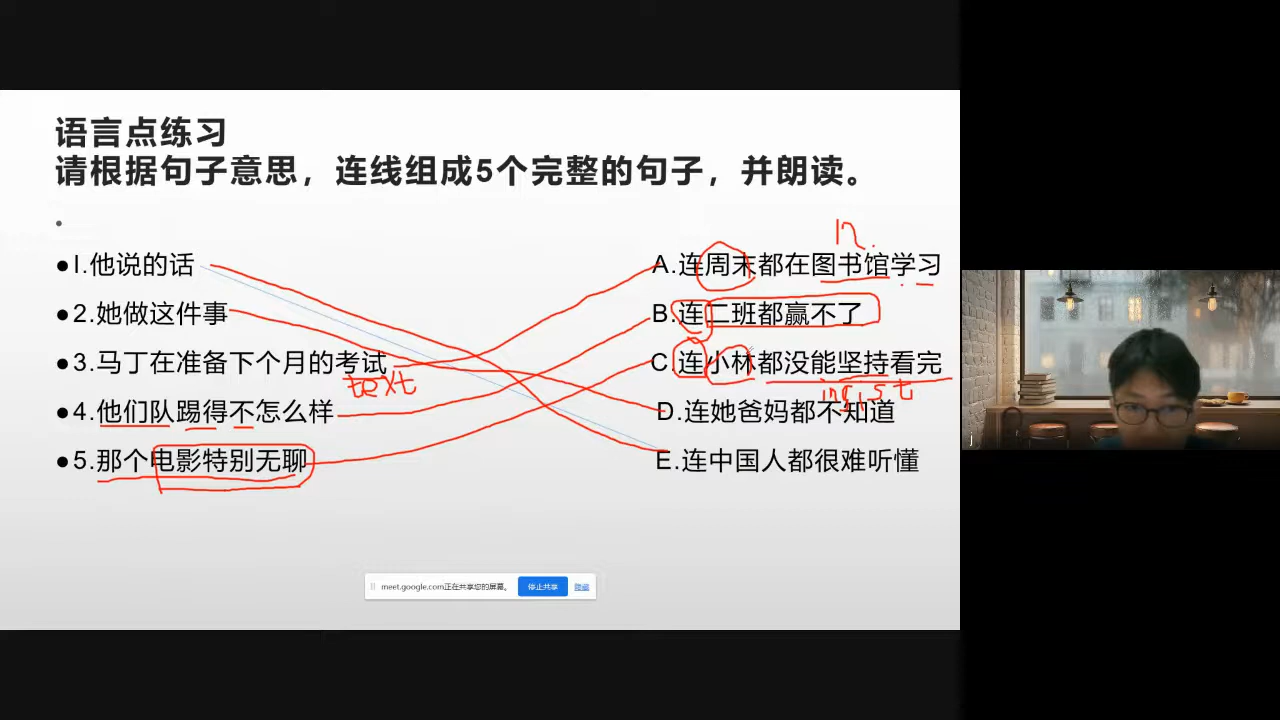 语言点练习
请根据句子意思，连线组成5个完整的句子，并朗读。
in
●1.他说的话
A.连周末都在图书馆学习
●2.她做这件事
B.连二班都赢不了
●3.马丁在准备下个月的考试
C.连小林都没能坚持看完
text
●4.他们队踢得不怎么样
D.连她爸妈都不知道
●5.那个电影特别无聊
E.连中国人都很难听懂
meet.google.com正在共享您的屏幕。 停止共享 隐藏